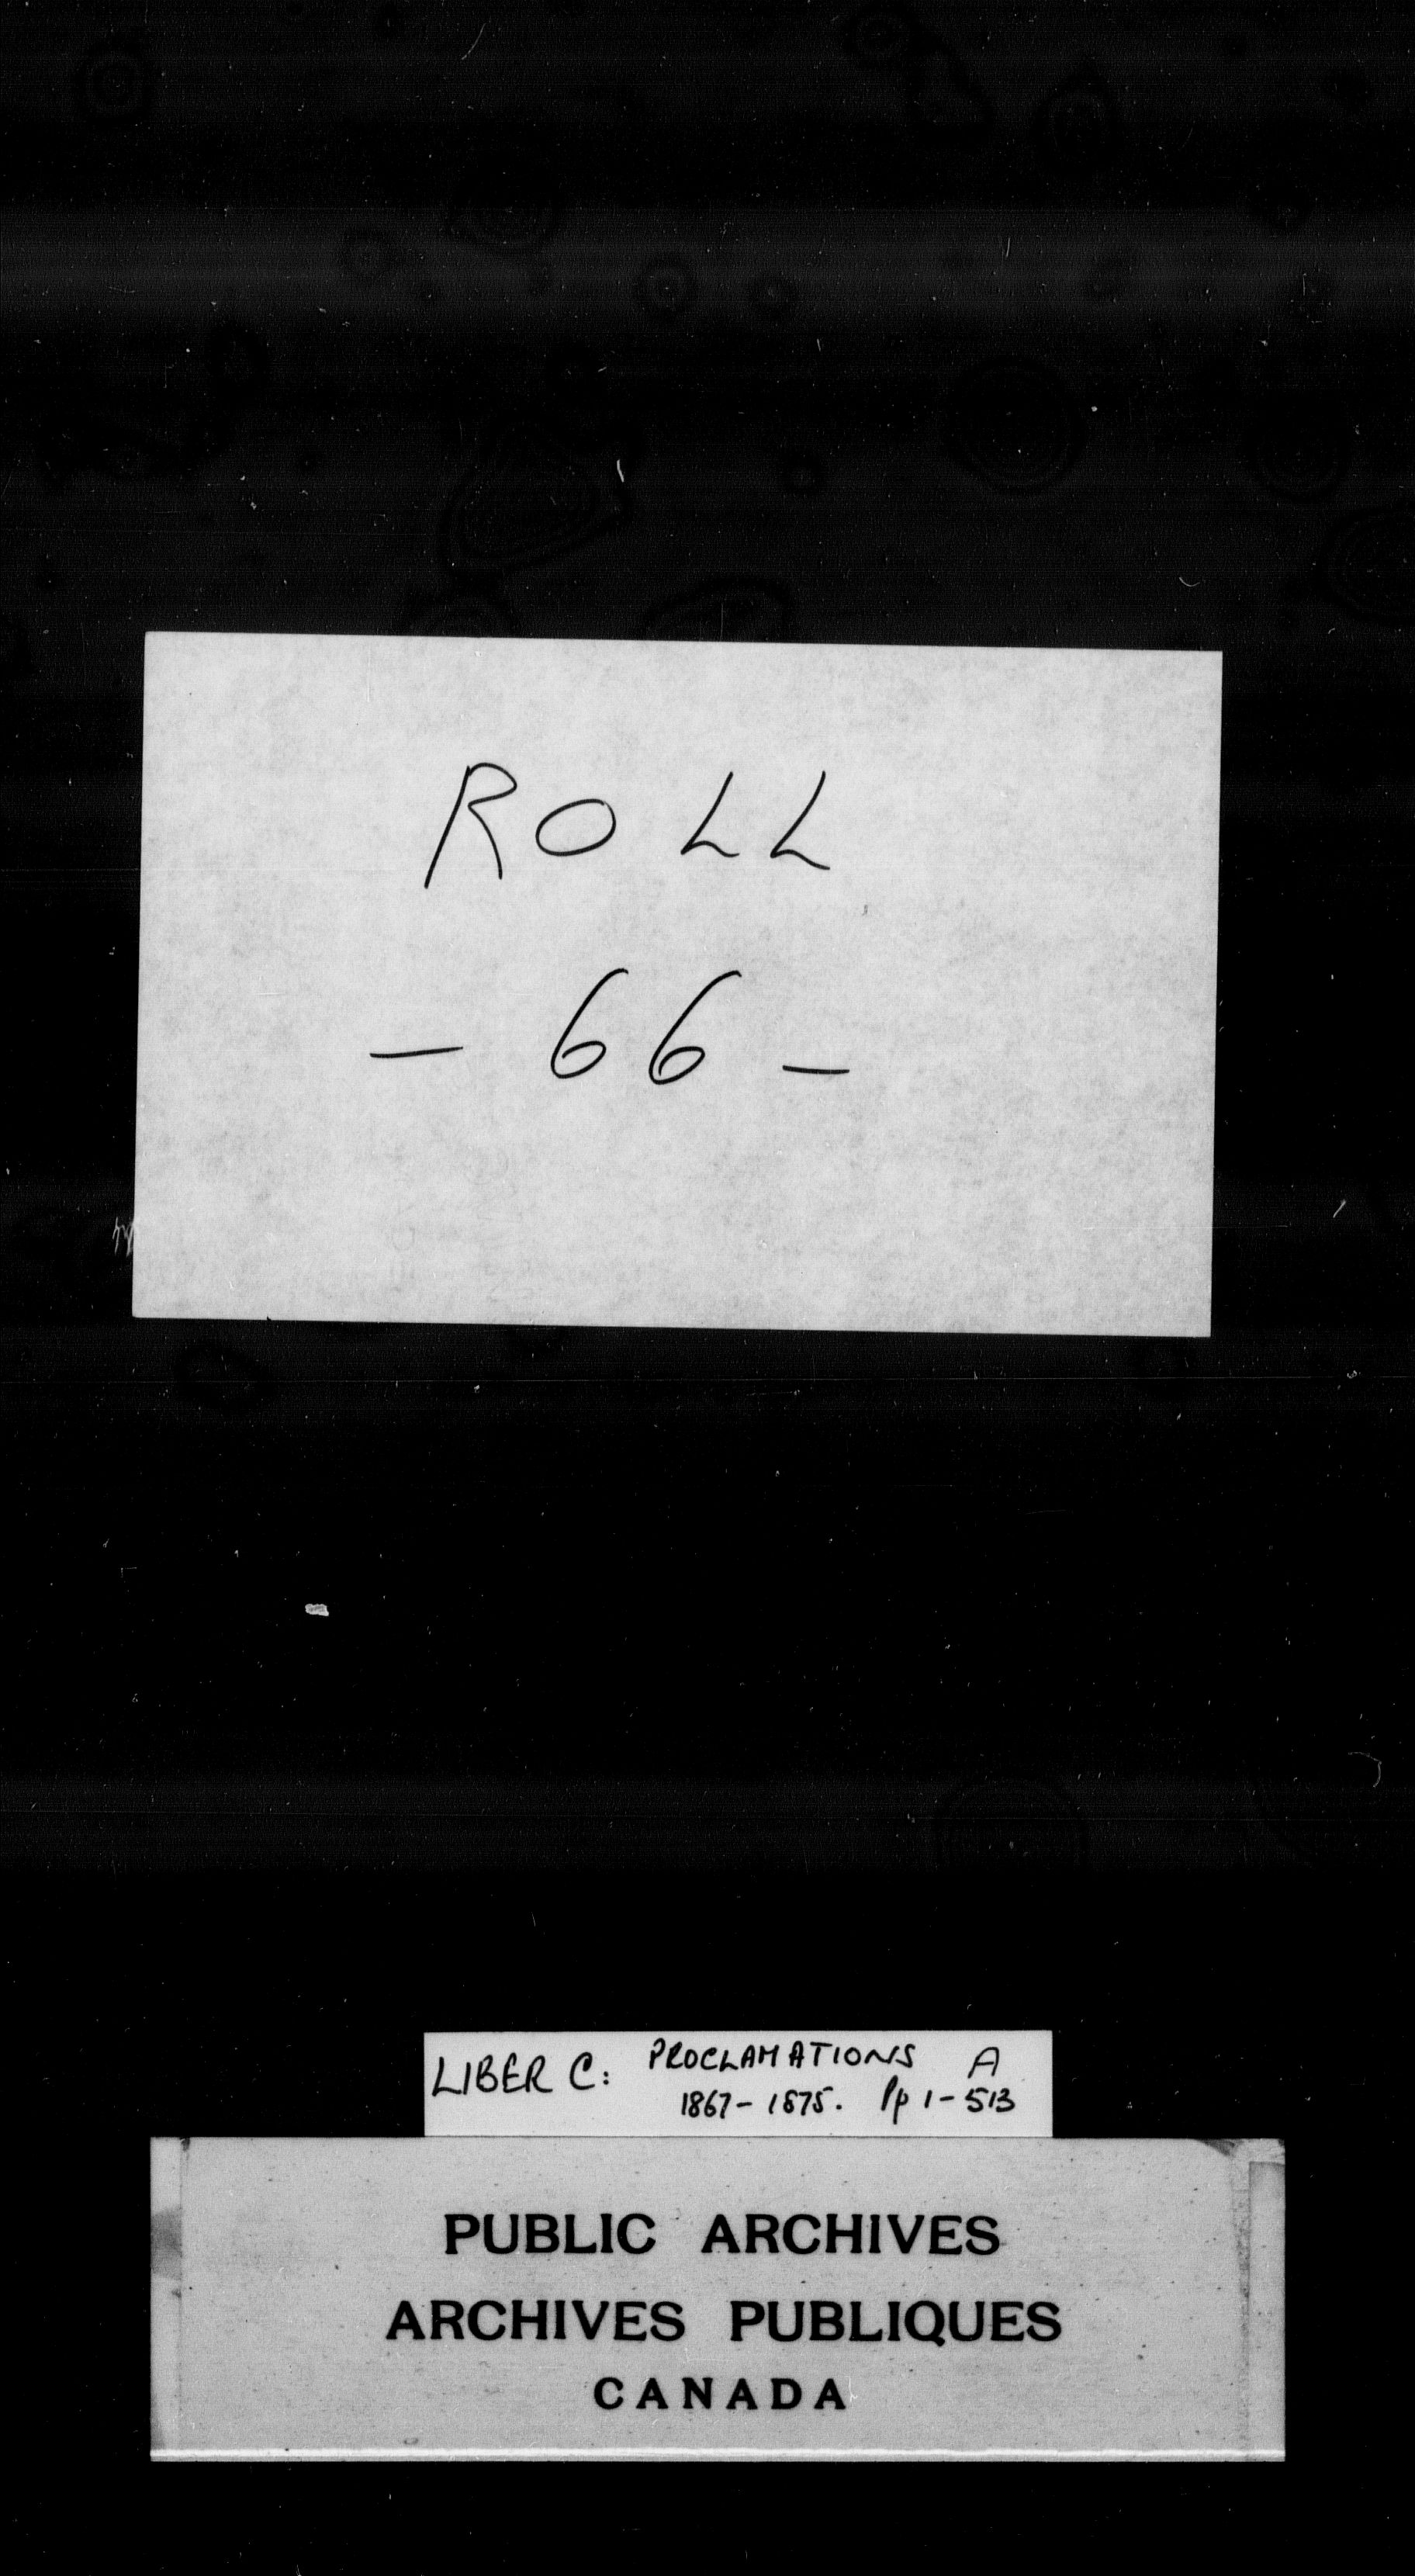 ROLL
- 66 -
LIBER C: PROCLAMATIONS A
1867-1875. Pp 1-513
PUBLIC ARCHIVES
ARCHIVES PUBLIQUES
CANADA